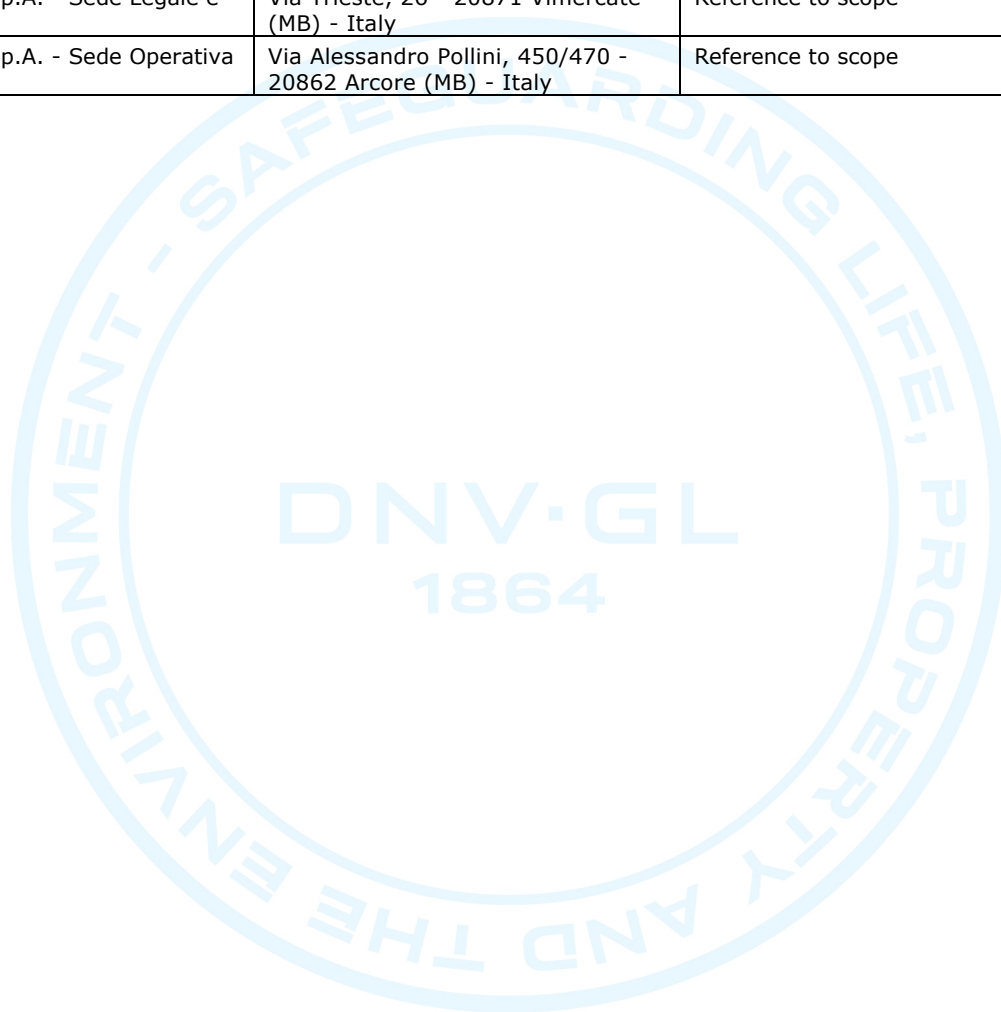 p.A. - Sede Legale e Via Trieste, 26 - 20871 Vimercate Reference to scope
(MB) - Italy
p.A. - Sede Operativa Via Alessandro Pollini, 450/470 - Reference to scope
20862 Arcore (MB) - Italy
SAFEGUARDING LIFE, PROPERTY AND THE ENVIRONMENT -
DNV·GL
1864